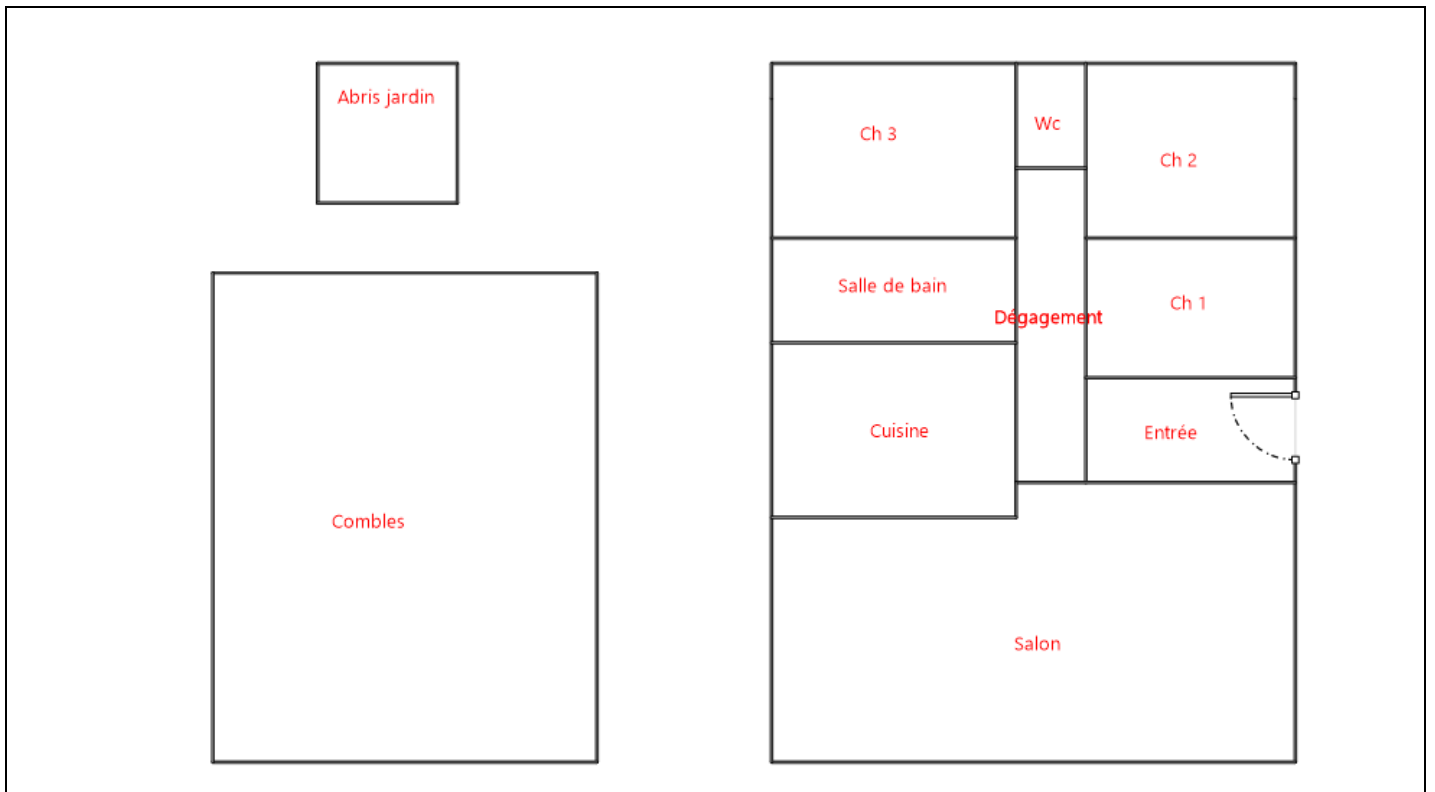 Abris jardin
Ch 3
Wc
Ch 2
Salle de bain
Ch 1
Dégagement
Cuisine
Entrée
Combles
Salon